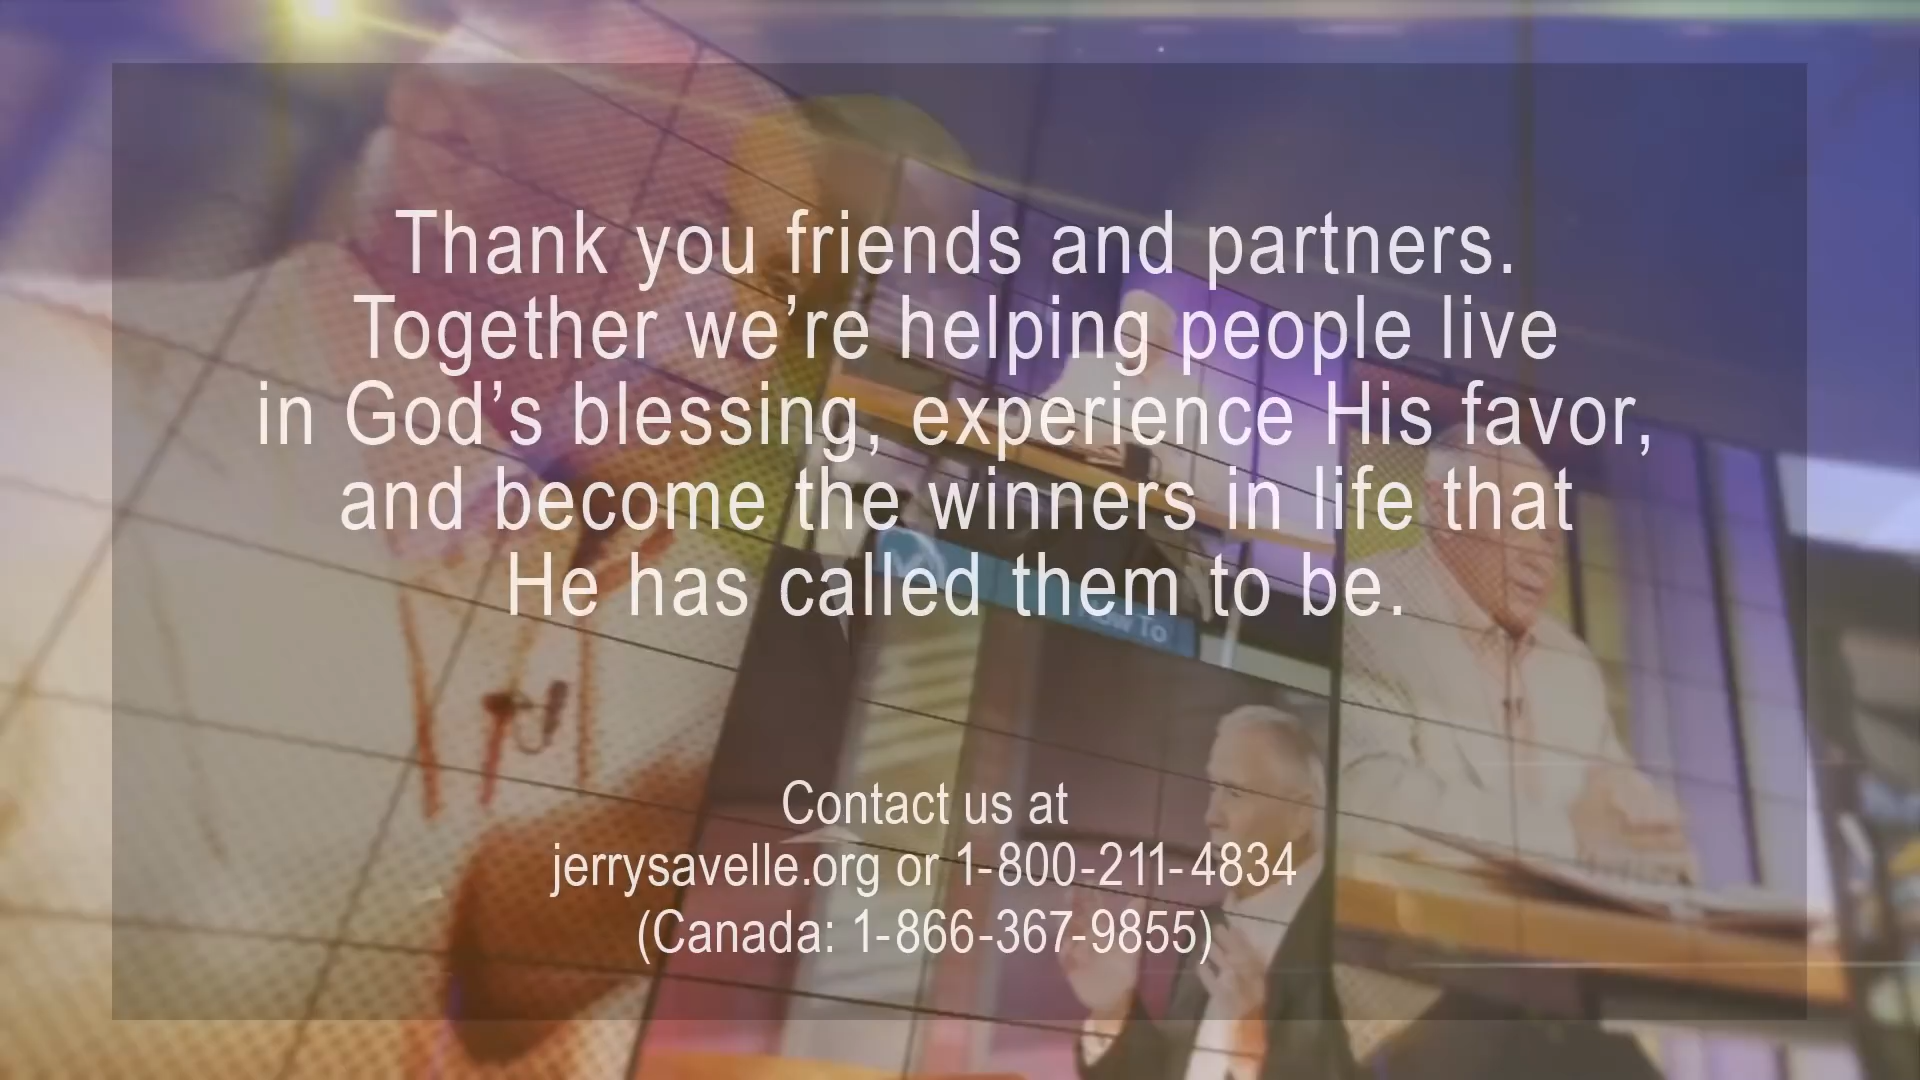 Thank you friends and partners.
Together we're helping people live
in God's blessing, experience His favor,
and become the winners in life that
He has called them to be.
How To
Contact us at
jerrysavelle.org or 1-800-211-4834
(Canada: 1-866-367-9855)